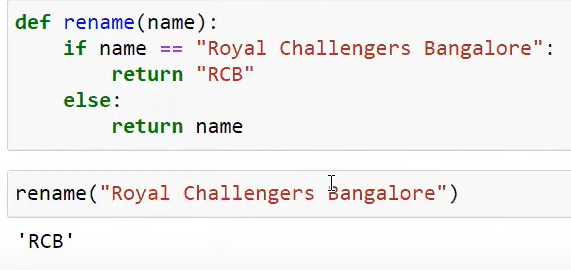 def rename(name):
    if name == "Royal Challengers Bangalore":
        return "RCB"
    else:
        return name
rename("Royal Challengers Bangalore")
'RCB'